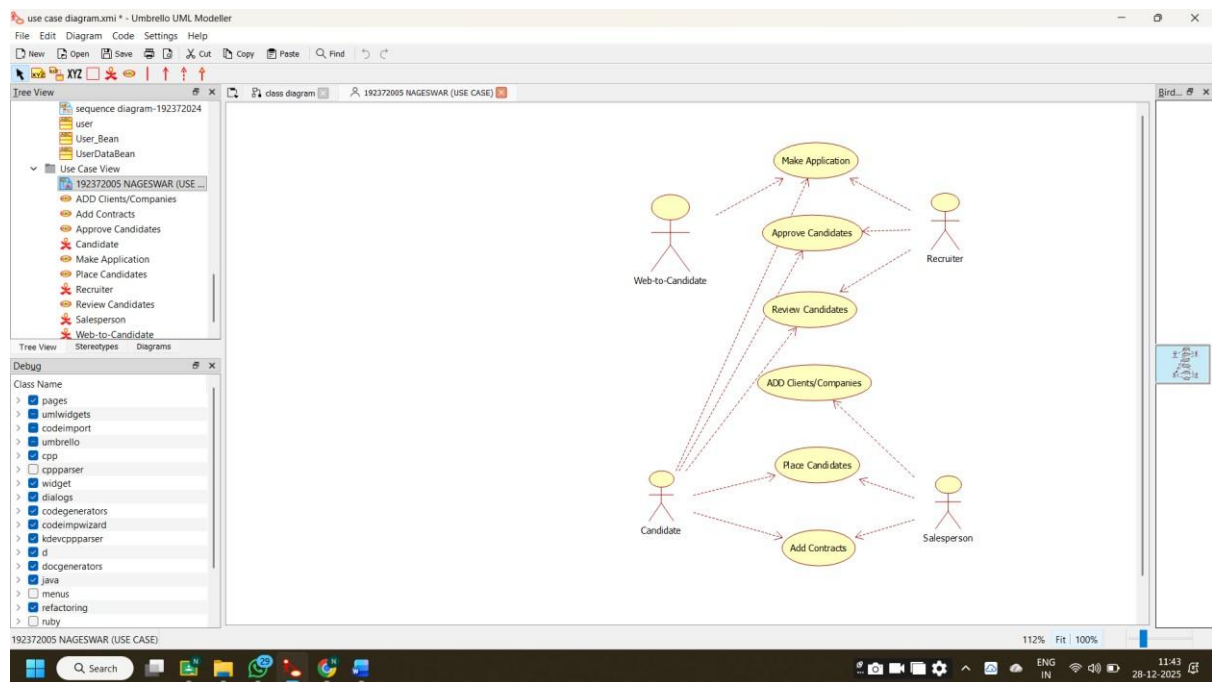 use case diagram.xmi * - Umbrello UML Modeller
File Edit Diagram Code Settings Help
New Open Save Cut Copy Paste Find
XYZ
Tree View
class diagram 192372005 NAGESWAR (USE CASE)
Bird...
sequence diagram-192372024
user
User_Bean
UserDataBean
Use Case View
192372005 NAGESWAR (USE ...
ADD Clients/Companies
Add Contracts
Approve Candidates
Candidate
Make Application
Place Candidates
Recruiter
Review Candidates
Salesperson
Web-to-Candidate
Tree View Stereotypes Diagrams
Debug
Class Name
pages
umlwidgets
codeimport
umbrello
cpp
cppparser
widget
dialogs
codegenerators
codeimpwizard
kdevcppparser
d
docgenerators
java
menus
refactoring
ruby
Make Application
Approve Candidates
Recruiter
Web-to-Candidate
Review Candidates
ADD Clients/Companies
Place Candidates
Candidate
Salesperson
Add Contracts
192372005 NAGESWAR (USE CASE)
112% Fit 100%
Search
29
ENG
IN
11:43
28-12-2025